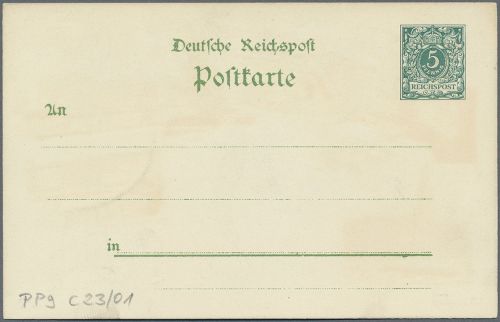 Deutsche Reichspost
Postkarte
5
REICHSPOST
An
in
PP9 C23/01